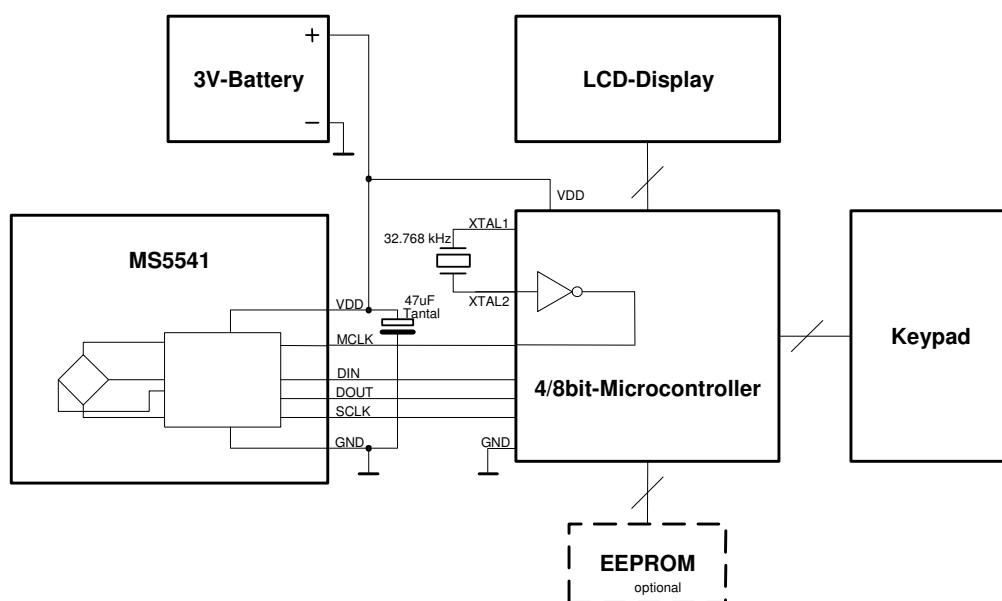 +
3V-Battery
−
LCD-Display
VDD
MS5541
XTAL1
32.768 kHz
XTAL2
VDD
47uF
Tantal
MCLK
DIN
DOUT
SCLK
GND
4/8bit-Microcontroller
GND
Keypad
EEPROM
optional